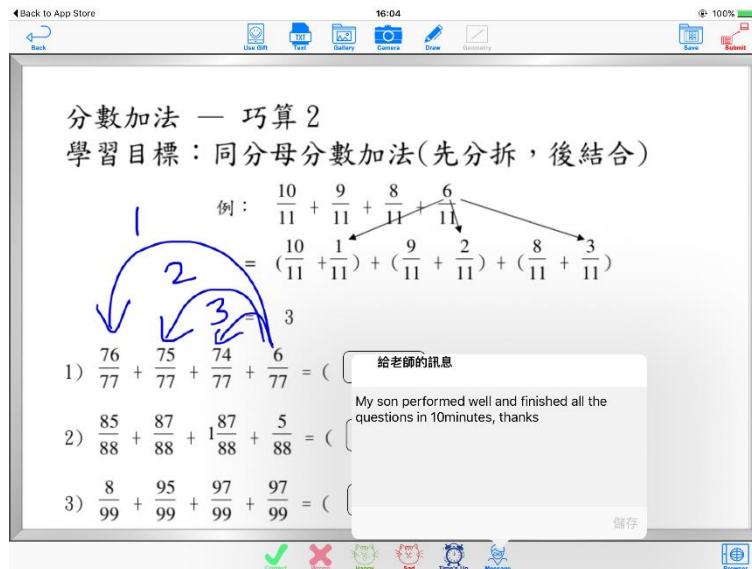 Back to App Store 16:04 100%
Back Use Gift Text Gallery Camera Draw Geometry Save Submit
TXT
分數加法 — 巧算2
學習目標：同分母分數加法(先分拆，後結合)
例： 10/11 + 9/11 + 8/11 + 6/11
= (10/11 + 1/11) + (9/11 + 2/11) + (8/11 + 3/11)
= 3
1 2 3
1) 76/77 + 75/77 + 74/77 + 6/77 = (
2) 85/88 + 87/88 + 1 87/88 + 5/88 = (
3) 8/99 + 95/99 + 97/99 + 97/99 = (
給老師的訊息
My son performed well and finished all the
questions in 10minutes, thanks
儲存
Correct Wrong Happy Sad Time's Up Message Browser